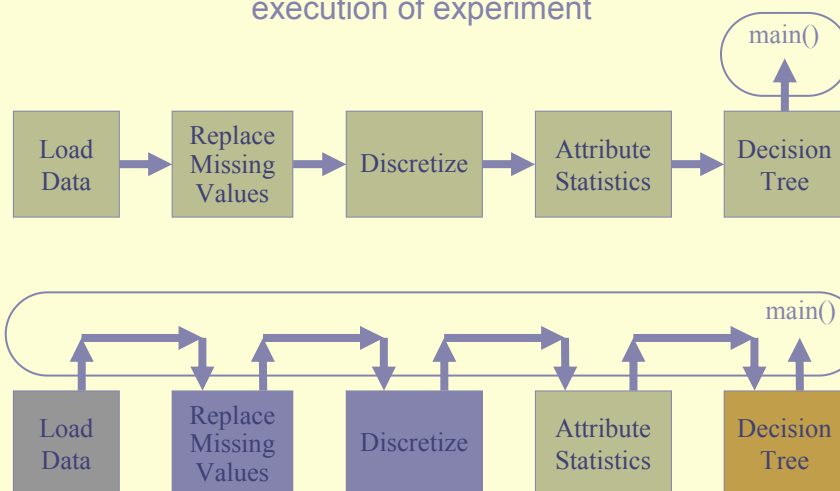 execution of experiment
main()
Load
Data
Replace
Missing
Values
Discretize
Attribute
Statistics
Decision
Tree
main()
Load
Data
Replace
Missing
Values
Discretize
Attribute
Statistics
Decision
Tree